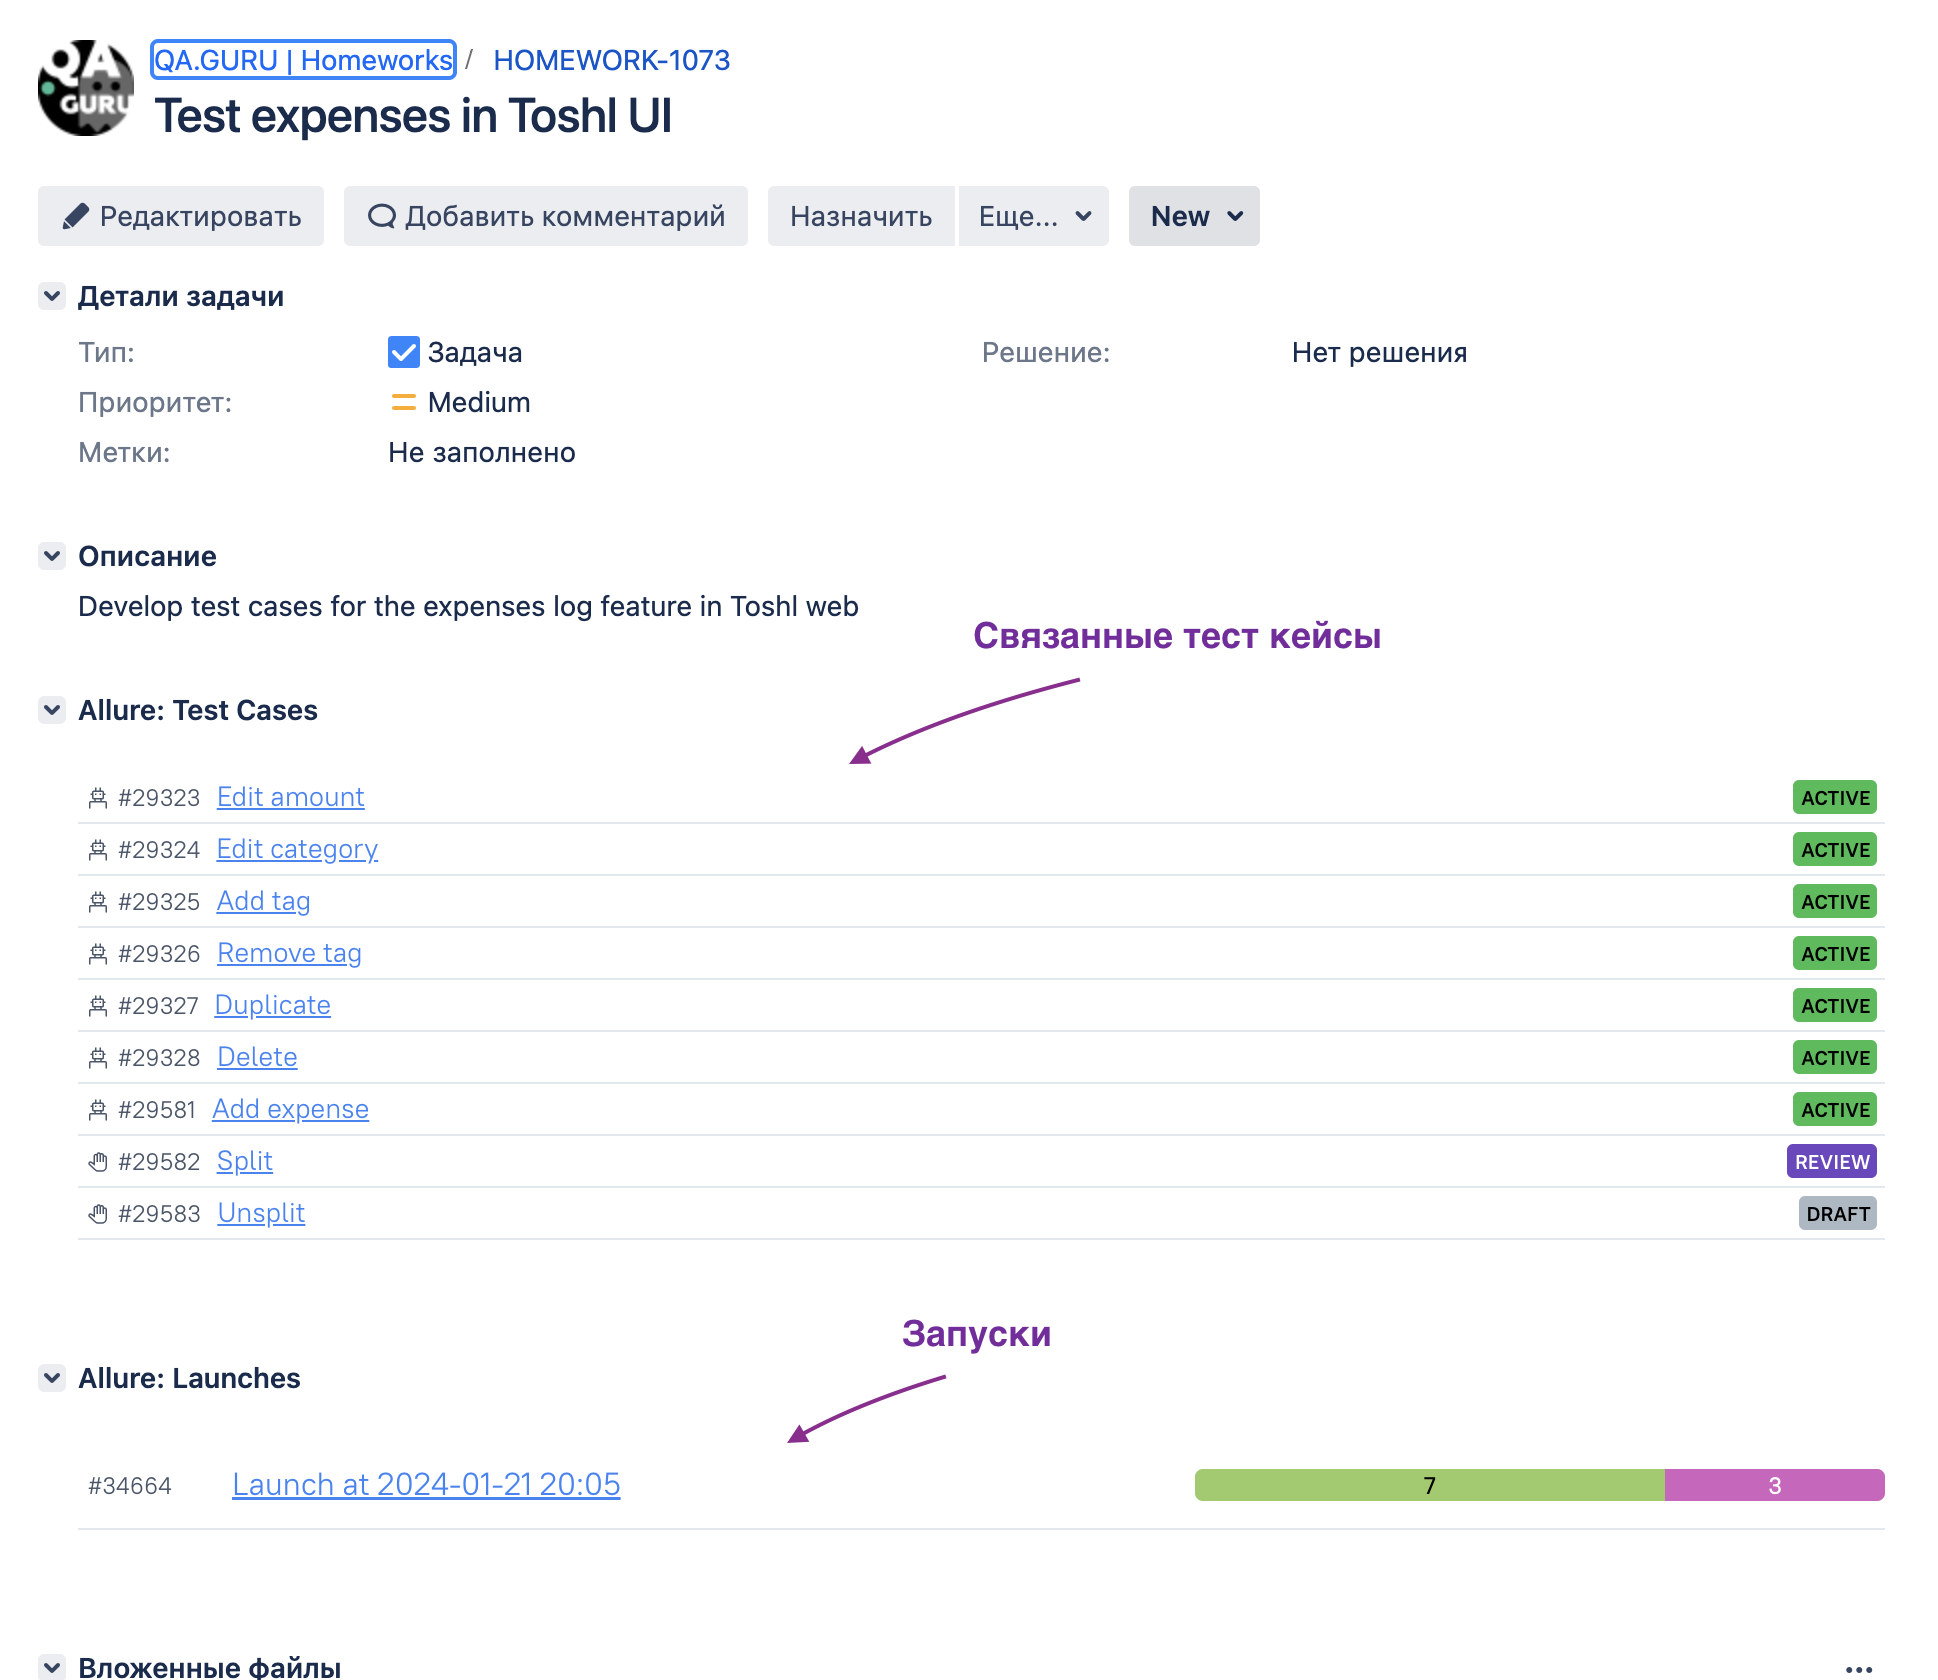 QA GURU
QA.GURU | Homeworks / HOMEWORK-1073
Test expenses in Toshl UI
Редактировать Добавить комментарий Назначить Еще... New
Детали задачи
Тип: Задача Решение: Нет решения
Приоритет: Medium
Метки: Не заполнено
Описание
Develop test cases for the expenses log feature in Toshl web
Связанные тест кейсы
Allure: Test Cases
#29323 Edit amount ACTIVE
#29324 Edit category ACTIVE
#29325 Add tag ACTIVE
#29326 Remove tag ACTIVE
#29327 Duplicate ACTIVE
#29328 Delete ACTIVE
#29581 Add expense ACTIVE
#29582 Split REVIEW
#29583 Unsplit DRAFT
Запуски
Allure: Launches
#34664 Launch at 2024-01-21 20:05 7 3
Вложенные файлы ...